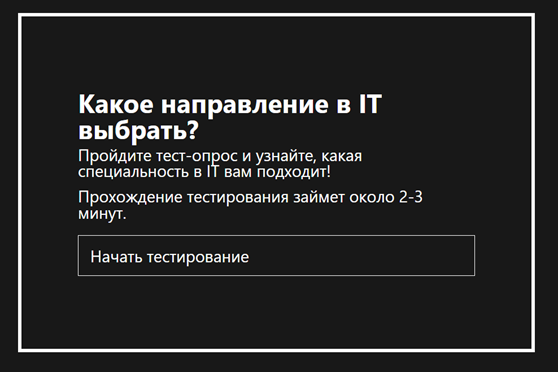 Какое направление в IT
выбрать?
Пройдите тест-опрос и узнайте, какая
специальность в IT вам подходит!
Прохождение тестирования займет около 2-3
минут.
Начать тестирование